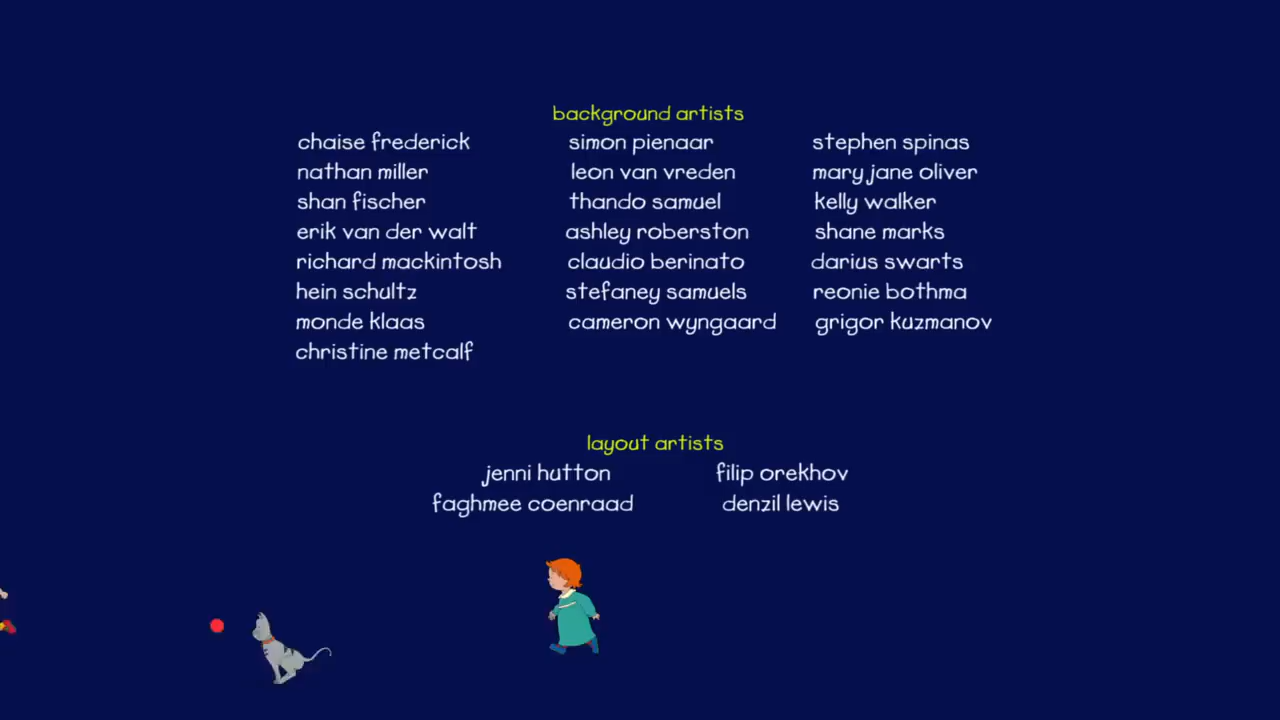 background artists
chaise frederick simon pienaar stephen spinas
nathan miller leon van vreden mary jane oliver
shan fischer thando samuel kelly walker
erik van der walt ashley roberston shane marks
richard mackintosh claudio berinato darius swarts
hein schultz stefaney samuels reonie bothma
monde klaas cameron wyngaard grigor kuzmanov
christine metcalf
layout artists
jenni hutton filip orekhov
faghmee coenraad denzil lewis